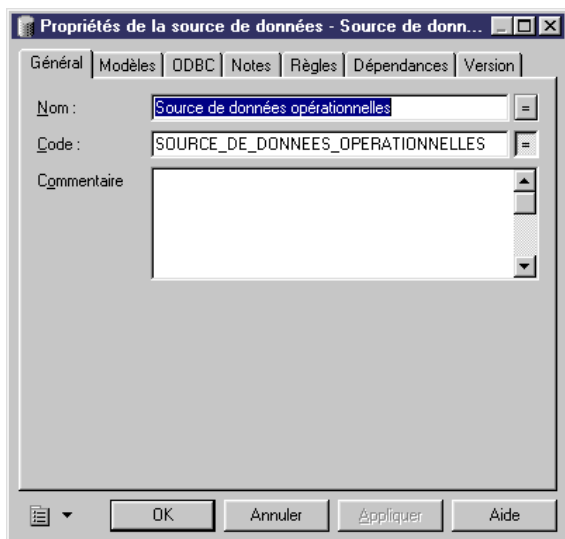 Propriétés de la source de données - Source de donn...
Général Modèles ODBC Notes Règles Dépendances Version
Nom : Source de données opérationnelles =
Code : SOURCE_DE_DONNEES_OPERATIONNELLES =
Commentaire
OK Annuler Appliquer Aide